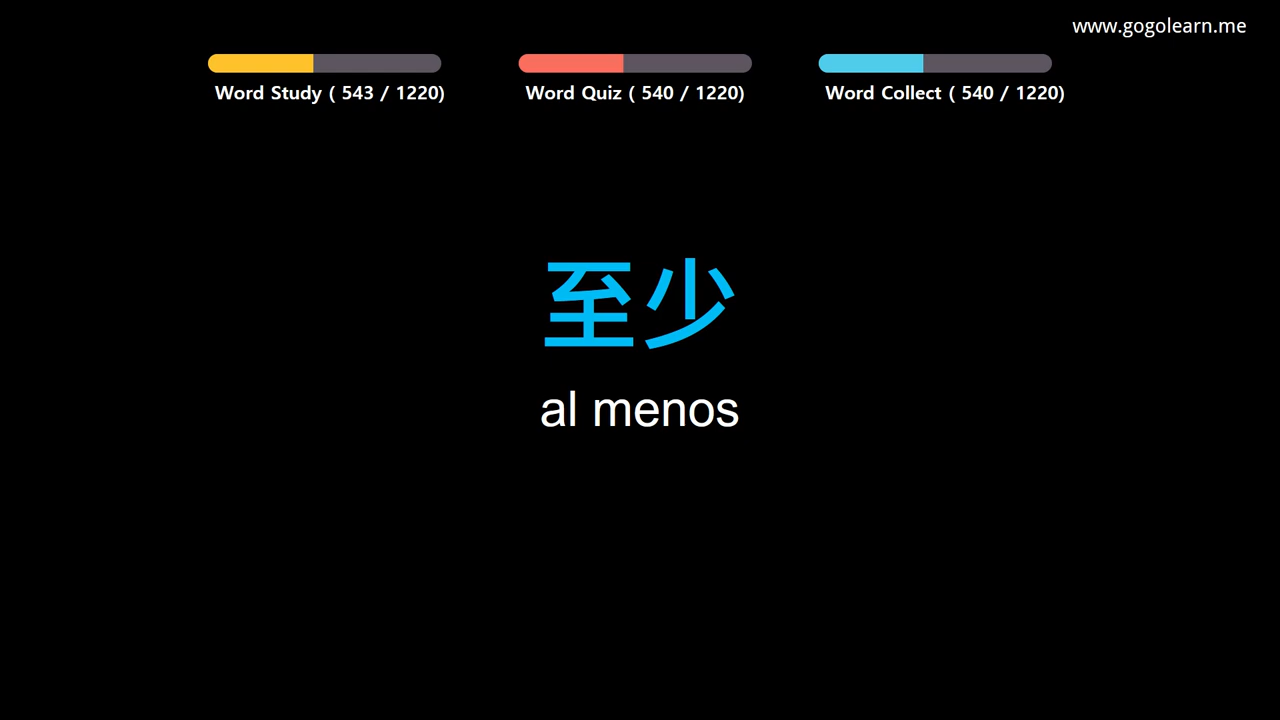 www.gogolearn.me
Word Study ( 543 / 1220)
Word Quiz ( 540 / 1220)
Word Collect ( 540 / 1220)
至少
al menos